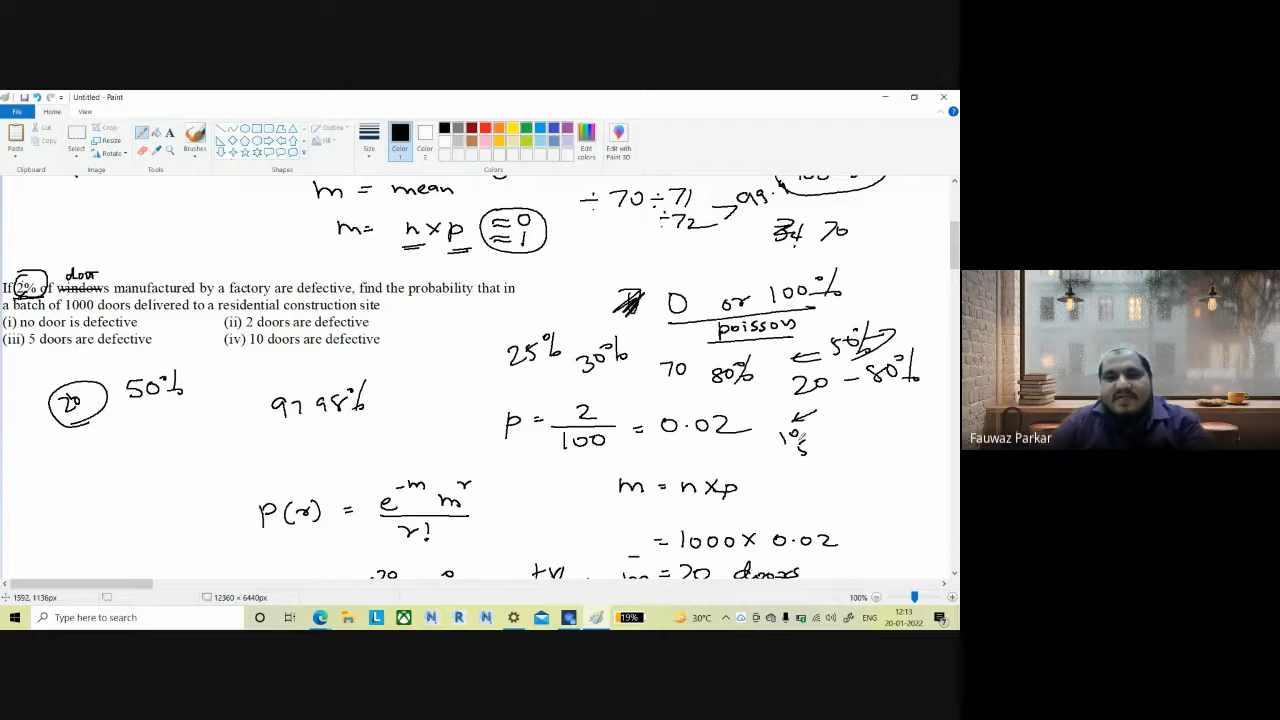 Untitled - Paint
File Home View
Cut
Copy
Paste
Crop
Resize
Rotate
Select
Brushes
Outline
Fill
Size
Color 1
Color 2
Edit colors
Edit with Paint 3D
Clipboard
Image
Tools
Shapes
Colors
m = mean
÷ 70 ÷ 71
÷72
99.
m = n × p
≈ 0
≈ 1
34 70
door
If 2% of windows manufactured by a factory are defective, find the probability that in
a batch of 1000 doors delivered to a residential construction site
(i) no door is defective (ii) 2 doors are defective
(iii) 5 doors are defective (iv) 10 doors are defective
0 or 100%
poisson
25% 30% 70 80%
50%
20 - 80%
20 50% 97 98%
P = 2/100 = 0.02
10
5
P(r) = e^-m m^r / r!
m = n × p
= 1000 × 0.02
= 20 doors
Fauwaz Parkar
1592, 1136px
12360 × 6440px
100%
Type here to search
19%
30°C
ENG
12:13
20-01-2022